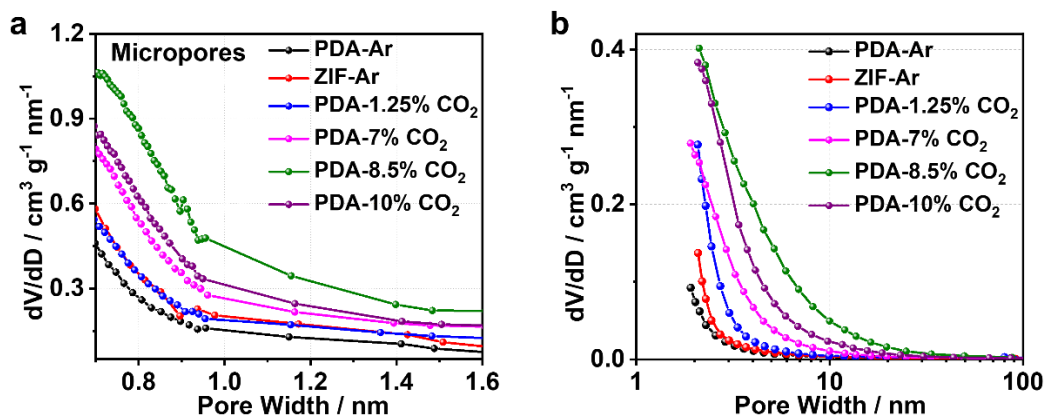 a
Micropores
PDA-Ar
ZIF-Ar
PDA-1.25% CO₂
PDA-7% CO₂
PDA-8.5% CO₂
PDA-10% CO₂
dV/dD / cm³ g⁻¹ nm⁻¹
1.2
0.9
0.6
0.3
0.8 1.0 1.2 1.4 1.6
Pore Width / nm
b
PDA-Ar
ZIF-Ar
PDA-1.25% CO₂
PDA-7% CO₂
PDA-8.5% CO₂
PDA-10% CO₂
dV/dD / cm³ g⁻¹ nm⁻¹
0.4
0.2
0.0
1 10 100
Pore Width / nm